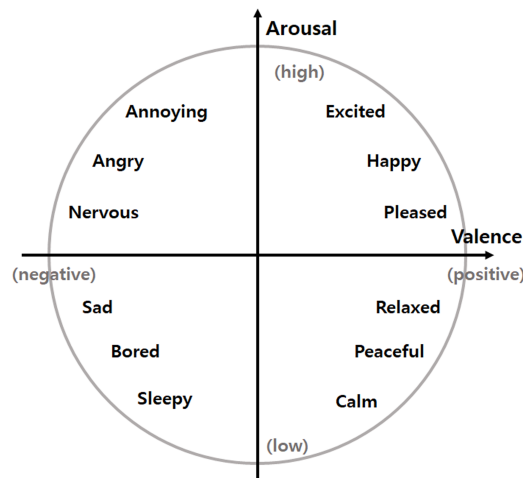 Arousal
(high)
Annoying Excited
Angry Happy
Nervous Pleased
Valence
(negative) (positive)
Sad Relaxed
Bored Peaceful
Sleepy Calm
(low)